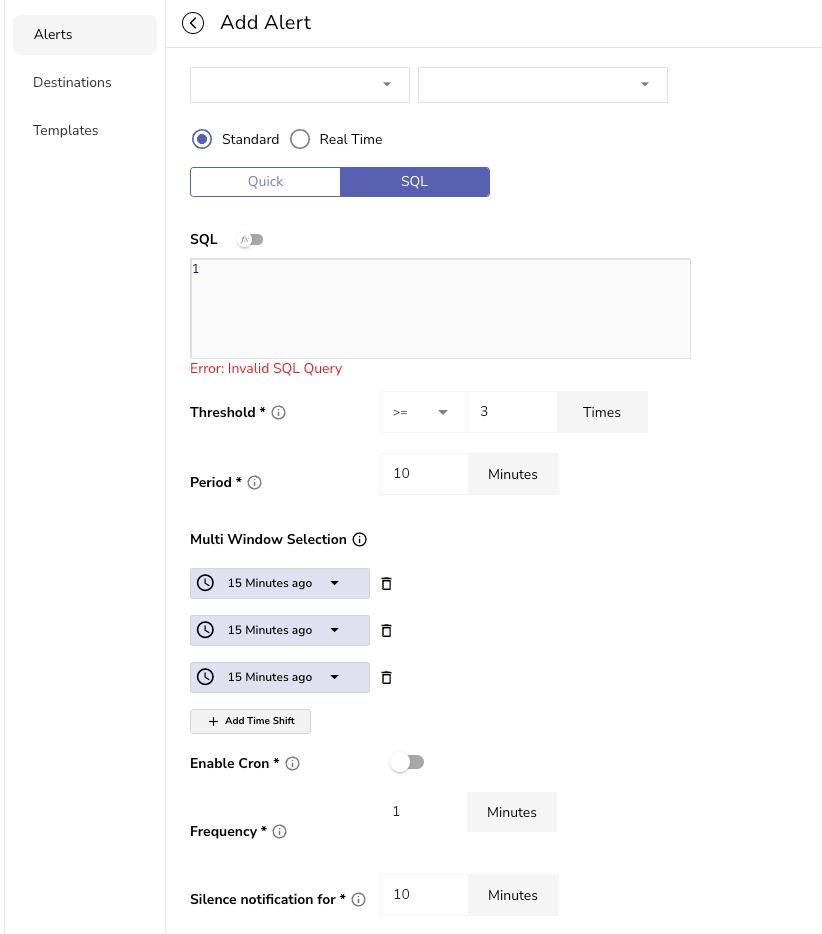 Alerts
Destinations
Templates
Add Alert
Standard Real Time
Quick SQL
SQL fx
1
Error: Invalid SQL Query
Threshold * >= 3 Times
Period * 10 Minutes
Multi Window Selection
15 Minutes ago
15 Minutes ago
15 Minutes ago
+ Add Time Shift
Enable Cron *
Frequency * 1 Minutes
Silence notification for * 10 Minutes